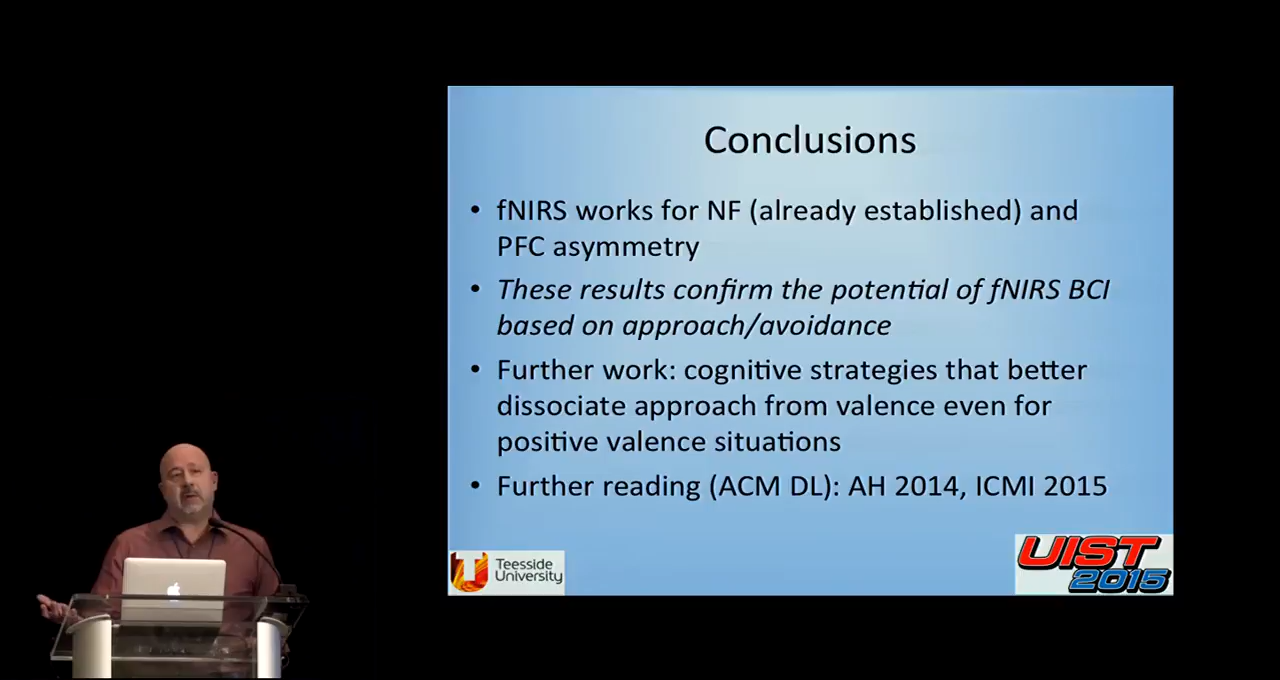 Conclusions
• fNIRS works for NF (already established) and
PFC asymmetry
• These results confirm the potential of fNIRS BCI
based on approach/avoidance
• Further work: cognitive strategies that better
dissociate approach from valence even for
positive valence situations
• Further reading (ACM DL): AH 2014, ICMI 2015
Teesside
University
UIST
2015